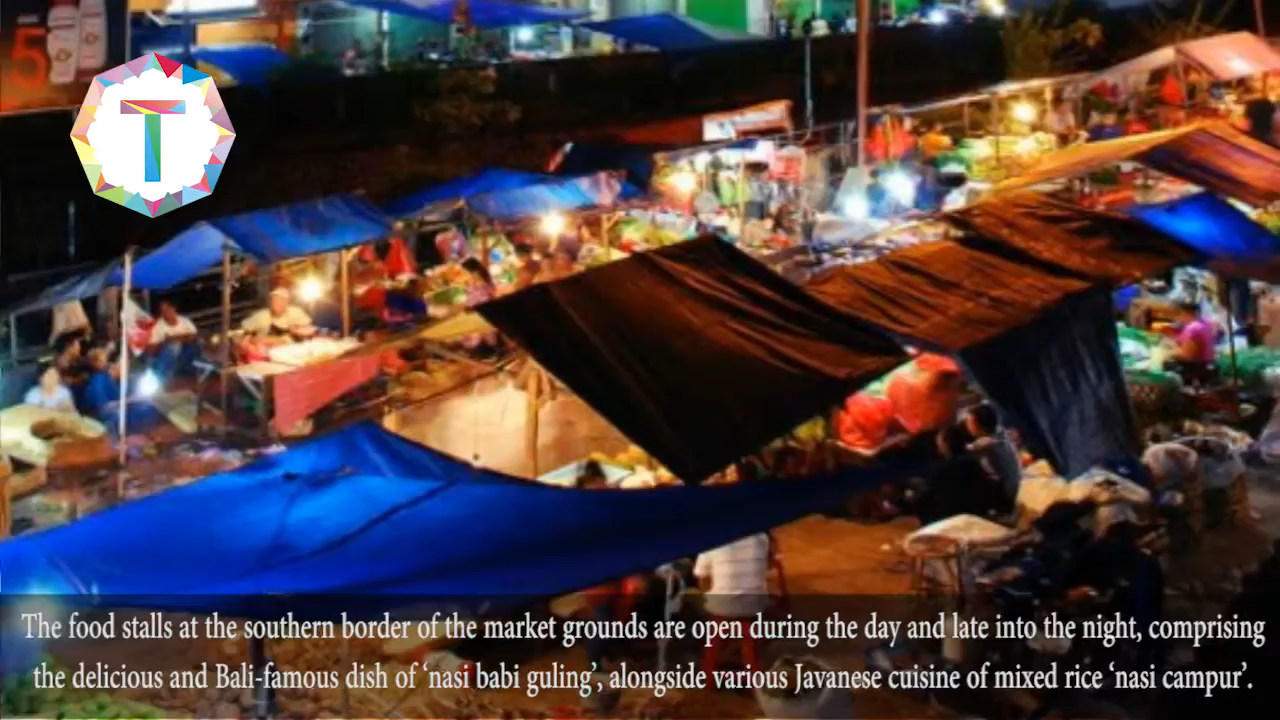 5
T
The food stalls at the southern border of the market grounds are open during the day and late into the night, comprising
the delicious and Bali-famous dish of ‘nasi babi guling’, alongside various Javanese cuisine of mixed rice ‘nasi campur’.